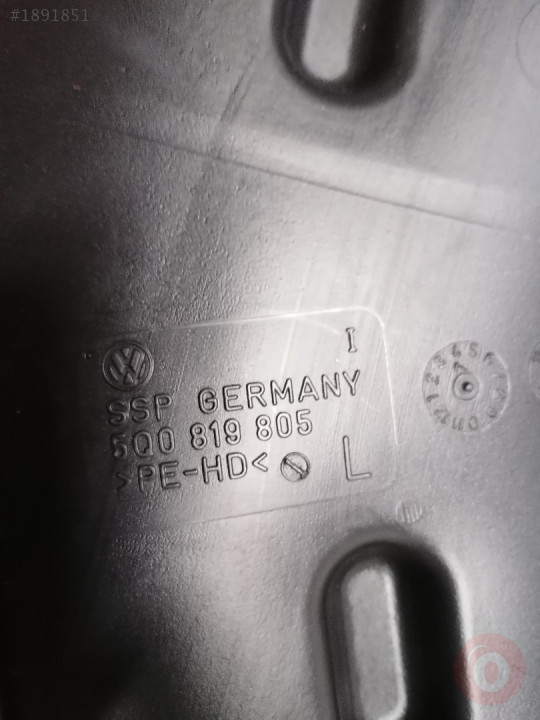 #1891851
I
SSP GERMANY
5Q0 819 805
>PE-HD<
L